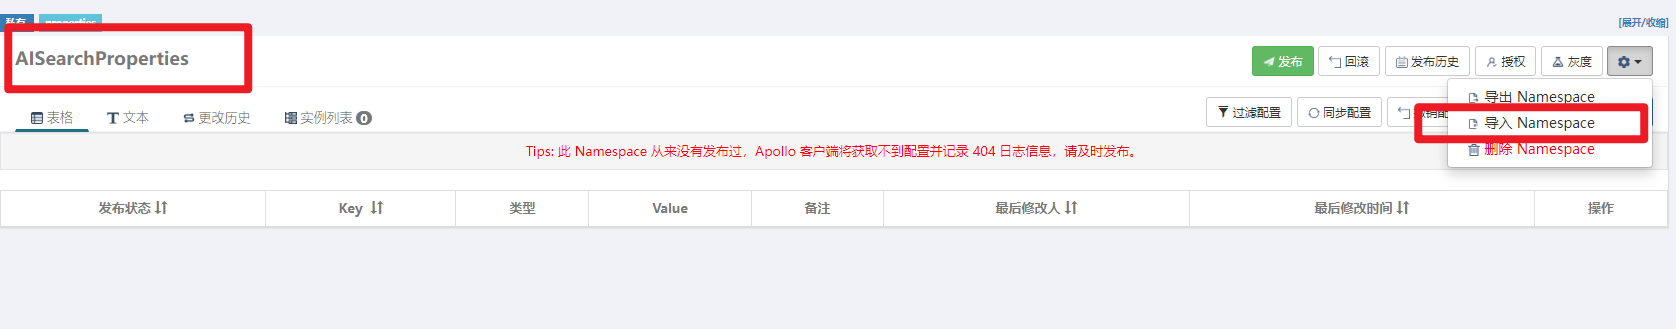 私有 properties [展开/收缩]
AISearchProperties
发布 回滚 发布历史 授权 灰度
表格 文本 更改历史 实例列表 0
过滤配置 同步配置
导出 Namespace
导入 Namespace
删除 Namespace
Tips: 此 Namespace 从来没有发布过，Apollo 客户端将获取不到配置并记录 404 日志信息，请及时发布。
发布状态 Key 类型 Value 备注 最后修改人 最后修改时间 操作